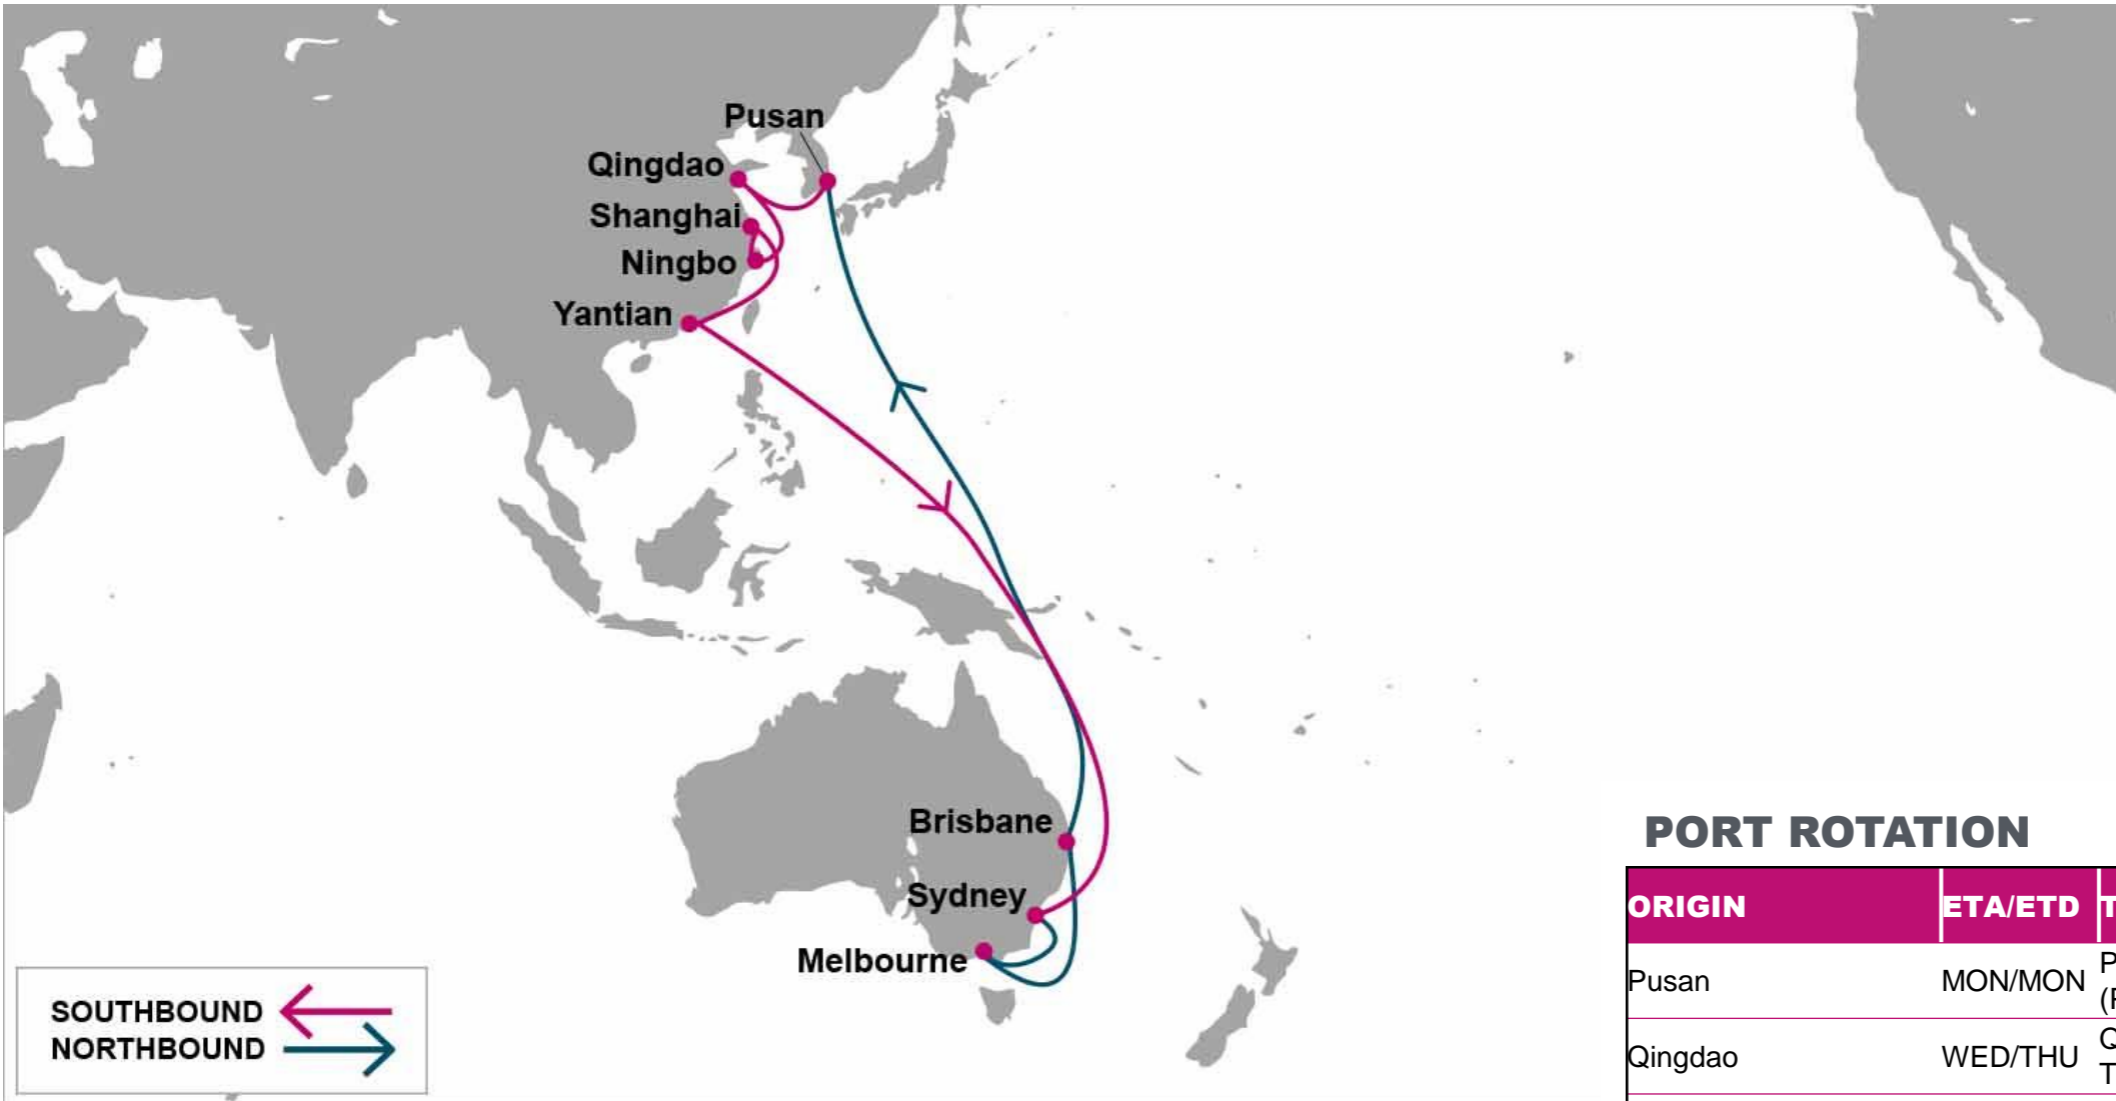 Pusan
Qingdao
Shanghai
Ningbo
Yantian
Brisbane
Sydney
Melbourne
SOUTHBOUND
NORTHBOUND
PORT ROTATION
ORIGIN ETA/ETD
Pusan MON/MON
Qingdao WED/THU